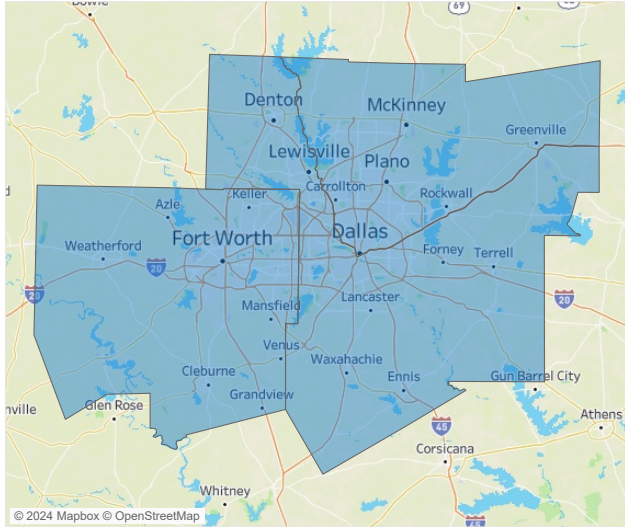 Bowie
69
Denton
McKinney
Greenville
Lewisville
Plano
Carrollton
Keller
Rockwall
Azle
Dallas
Fort Worth
Weatherford
Forney
Terrell
20
20
20
Lancaster
Mansfield
Venus
Waxahachie
Cleburne
Ennis
Gun Barrel City
Grandview
nville
Glen Rose
Athens
45
Corsicana
Whitney
© 2024 Mapbox © OpenStreetMap